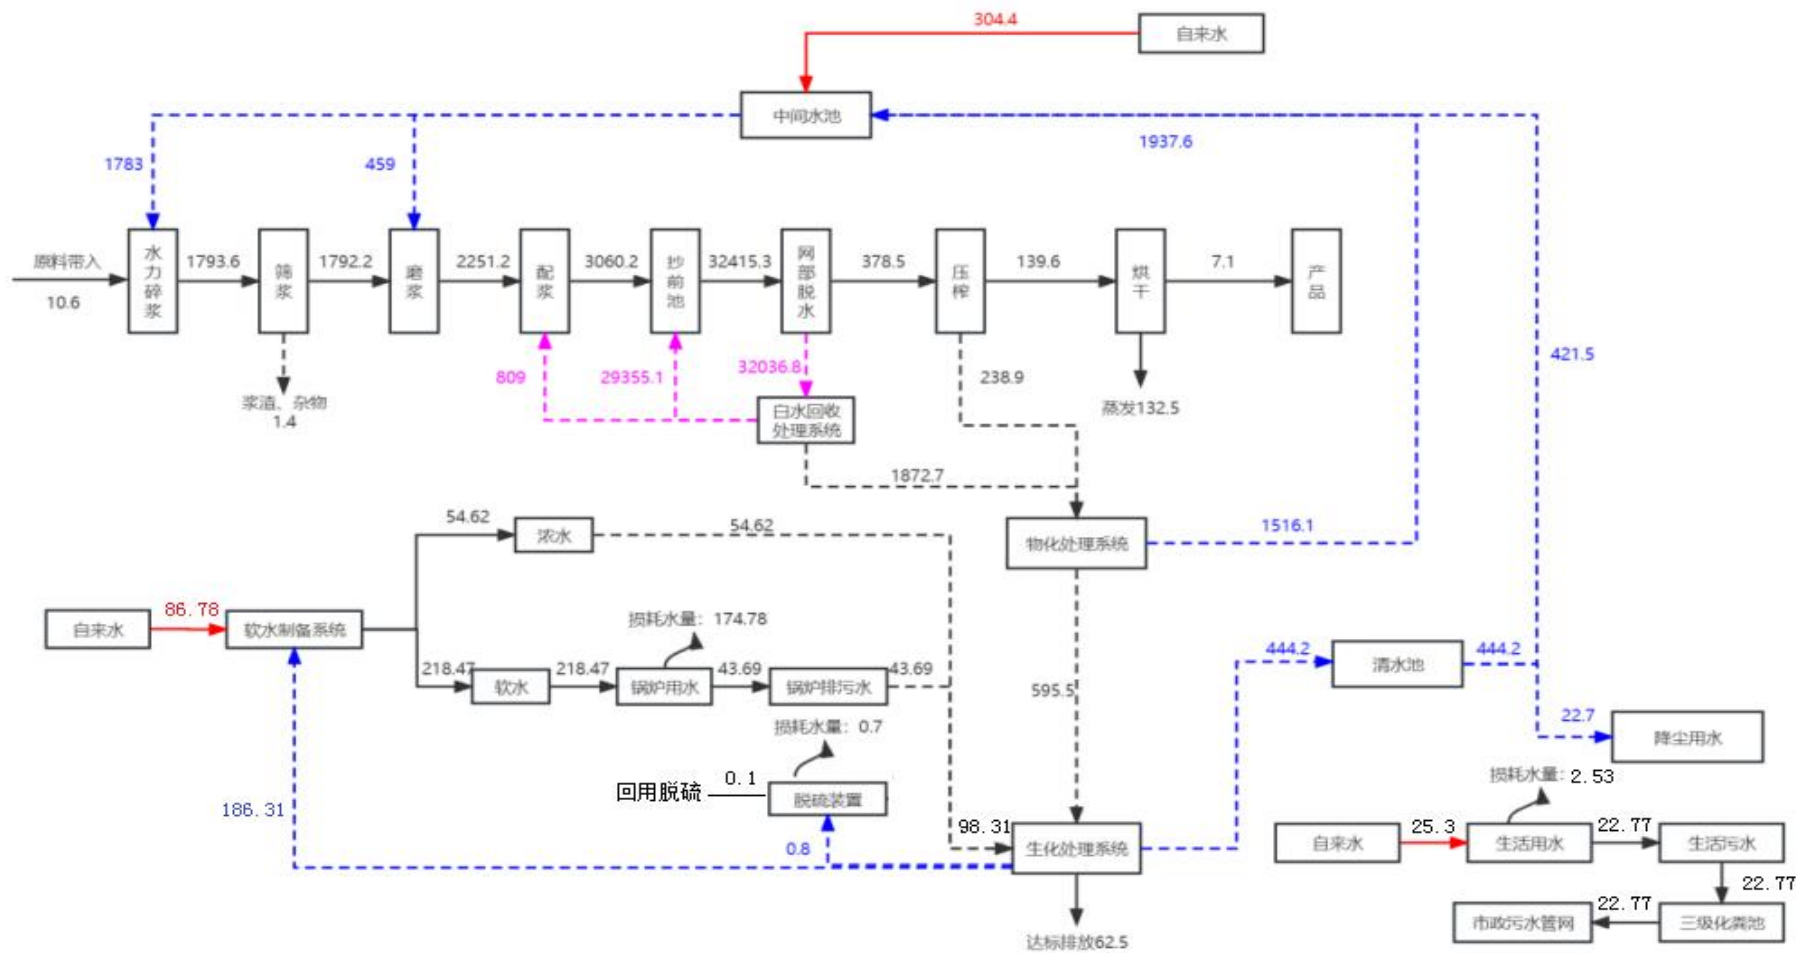 304.4
自来水
中间水池
1937.6
1783
459
原料带入
10.6
水力碎浆
1793.6
筛浆
1792.2
磨浆
2251.2
配浆
3060.2
抄前池
32415.3
网部脱水
378.5
压榨
139.6
烘干
7.1
产品
421.5
809
29355.1
32036.8
238.9
浆渣、杂物
1.4
白水回收
处理系统
蒸发132.5
1872.7
54.62
浓水
54.62
物化处理系统
1516.1
自来水
86.78
软水制备系统
损耗水量：174.78
218.47
软水
218.47
锅炉用水
43.69
锅炉排污水
43.69
595.5
444.2
清水池
444.2
22.7
降尘用水
损耗水量：0.7
回用脱硫
0.1
脱硫装置
186.31
0.8
98.31
生化处理系统
达标排放62.5
损耗水量：2.53
自来水
25.3
生活用水
22.77
生活污水
22.77
市政污水管网
22.77
三级化粪池